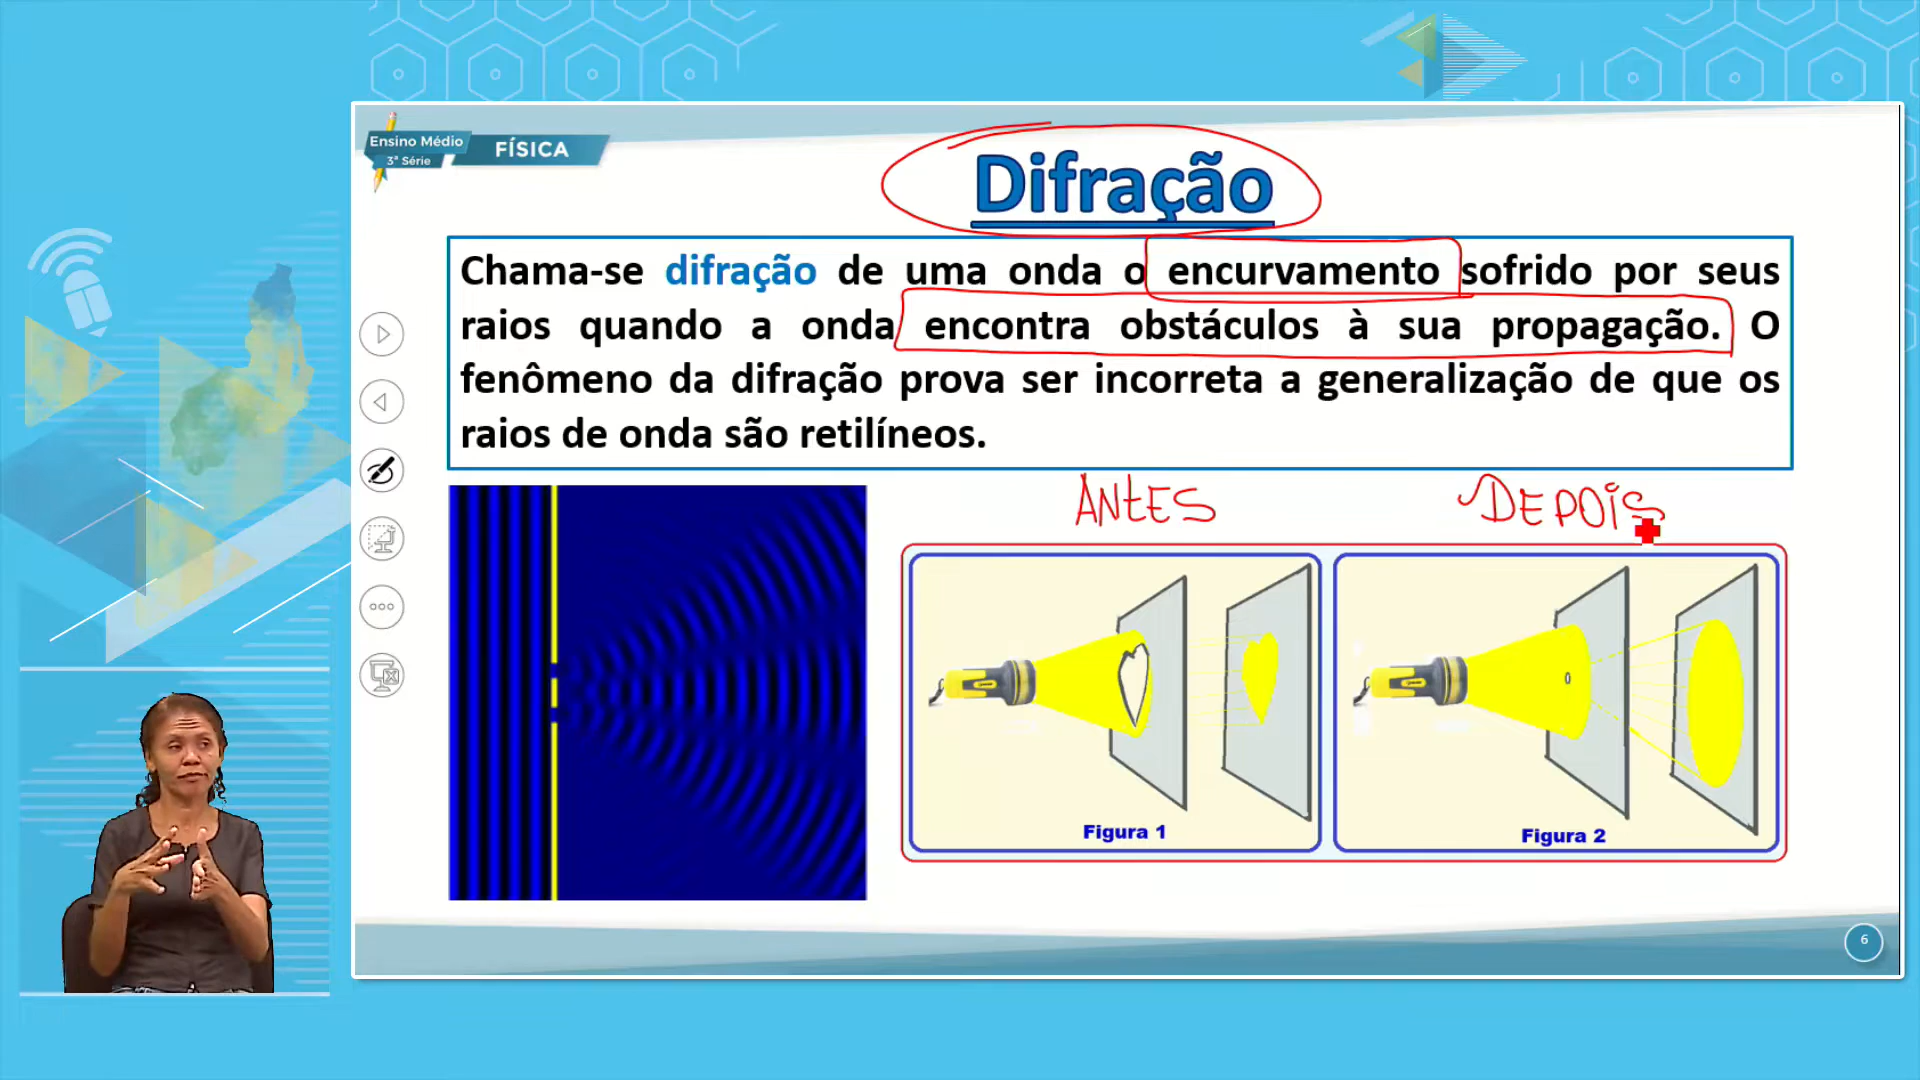 Ensino Médio
3ª Série
FÍSICA
Difração
Chama-se difração de uma onda o encurvamento sofrido por seus
raios quando a onda encontra obstáculos à sua propagação. O
fenômeno da difração prova ser incorreta a generalização de que os
raios de onda são retilíneos.
ANTES
DEPOIS
Figura 1
Figura 2
6